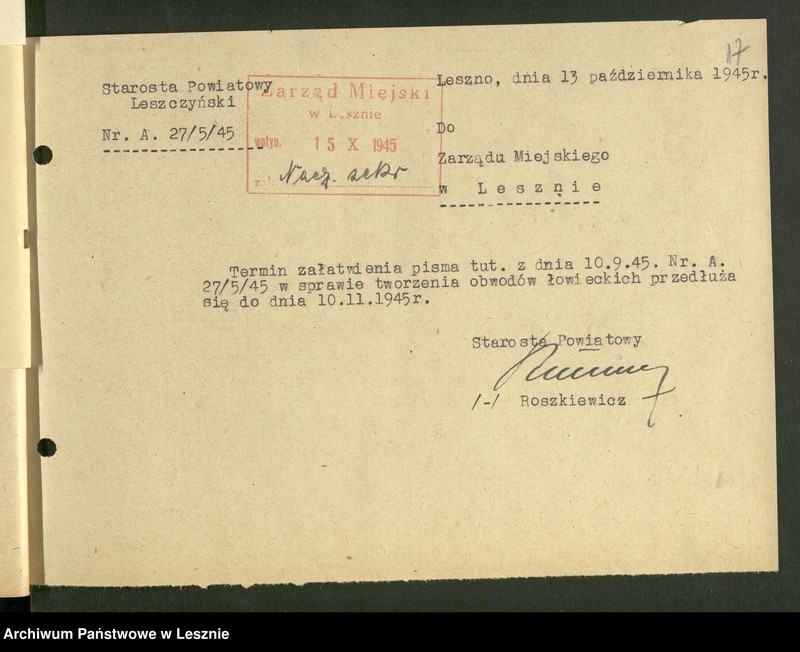 17
Starosta Powiatowy
Leszczyński
Nr. A. 27/5/45
Zarząd Miejski
w Lesznie
wpłyn. 15 X 1945
Nacz. sekr
Leszno, dnia 13 października 1945r.
Do
Zarządu Miejskiego
w Lesznie
Termin załatwienia pisma tut. z dnia 10.9.45. Nr. A.
27/5/45 w sprawie tworzenia obwodów łowieckich przedłuża
się do dnia 10.11.1945r.
Starosta Powiatowy
/-/ Roszkiewicz
Archiwum Państwowe w Lesznie